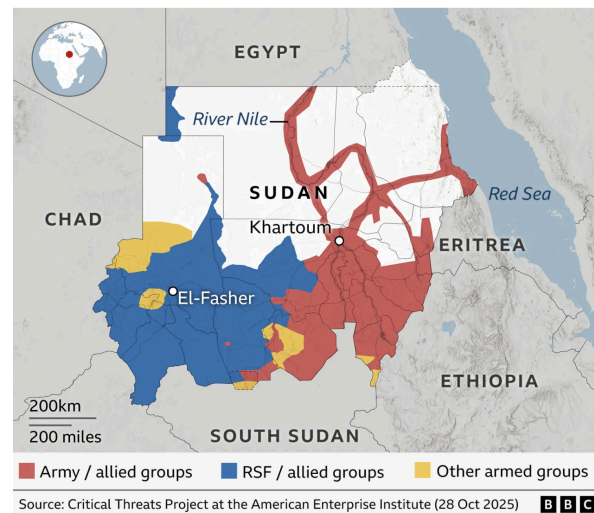 EGYPT
River Nile
SUDAN
Red Sea
CHAD
Khartoum
ERITREA
El-Fasher
ETHIOPIA
200km
200 miles
SOUTH SUDAN
Army / allied groups
RSF / allied groups
Other armed groups
Source: Critical Threats Project at the American Enterprise Institute (28 Oct 2025)
BBC